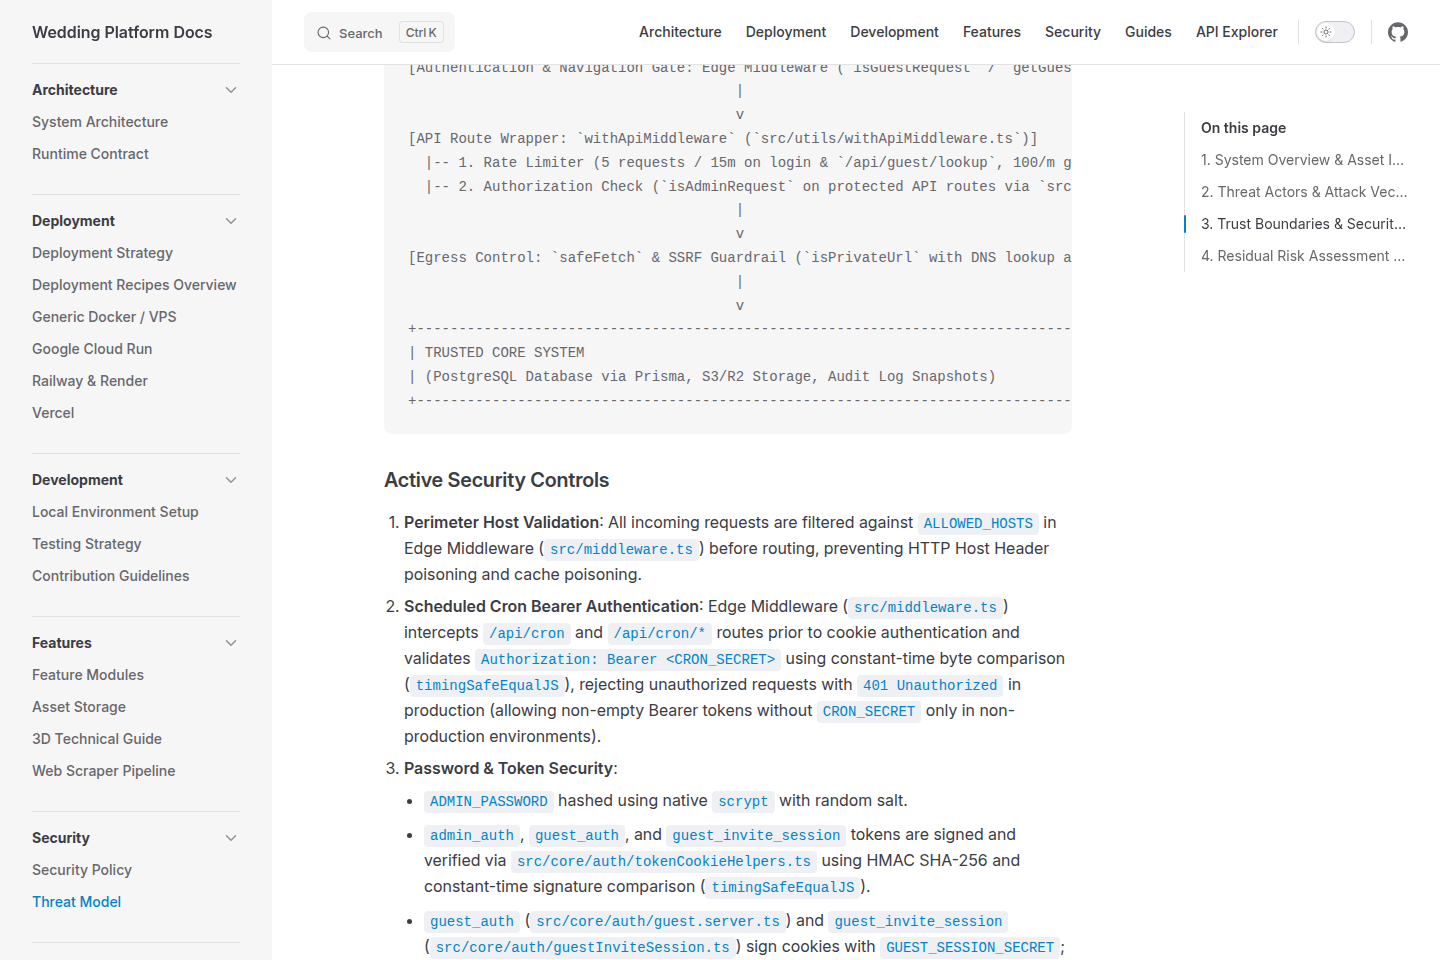 Wedding Platform Docs
Search
Ctrl K
Architecture
Deployment
Development
Features
Security
Guides
API Explorer
Architecture
System Architecture
Runtime Contract
Deployment
Deployment Strategy
Deployment Recipes Overview
Generic Docker / VPS
Google Cloud Run
Railway & Render
Vercel
Development
Local Environment Setup
Testing Strategy
Contribution Guidelines
Features
Feature Modules
Asset Storage
3D Technical Guide
Web Scraper Pipeline
Security
Security Policy
Threat Model
[Authentication & Navigation Gate: Edge Middleware (`isGuestRequest` / `getGues
|
v
[API Route Wrapper: `withApiMiddleware` (`src/utils/withApiMiddleware.ts`)]
|-- 1. Rate Limiter (5 requests / 15m on login & `/api/guest/lookup`, 100/m g
|-- 2. Authorization Check (`isAdminRequest` on protected API routes via `src
|
v
[Egress Control: `safeFetch` & SSRF Guardrail (`isPrivateUrl` with DNS lookup a
|
v
+-------------------------------------------------------------------------------
| TRUSTED CORE SYSTEM
| (PostgreSQL Database via Prisma, S3/R2 Storage, Audit Log Snapshots)
+-------------------------------------------------------------------------------
Active Security Controls
1. Perimeter Host Validation: All incoming requests are filtered against ALLOWED_HOSTS in
Edge Middleware (src/middleware.ts) before routing, preventing HTTP Host Header
poisoning and cache poisoning.
2. Scheduled Cron Bearer Authentication: Edge Middleware (src/middleware.ts)
intercepts /api/cron and /api/cron/* routes prior to cookie authentication and
validates Authorization: Bearer <CRON_SECRET> using constant-time byte comparison
(timingSafeEqualJS), rejecting unauthorized requests with 401 Unauthorized in
production (allowing non-empty Bearer tokens without CRON_SECRET only in non-
production environments).
3. Password & Token Security:
• ADMIN_PASSWORD hashed using native scrypt with random salt.
• admin_auth, guest_auth, and guest_invite_session tokens are signed and
verified via src/core/auth/tokenCookieHelpers.ts using HMAC SHA-256 and
constant-time signature comparison (timingSafeEqualJS).
• guest_auth (src/core/auth/guest.server.ts) and guest_invite_session
(src/core/auth/guestInviteSession.ts) sign cookies with GUEST_SESSION_SECRET;
On this page
1. System Overview & Asset I...
2. Threat Actors & Attack Vec...
3. Trust Boundaries & Securit...
4. Residual Risk Assessment ...